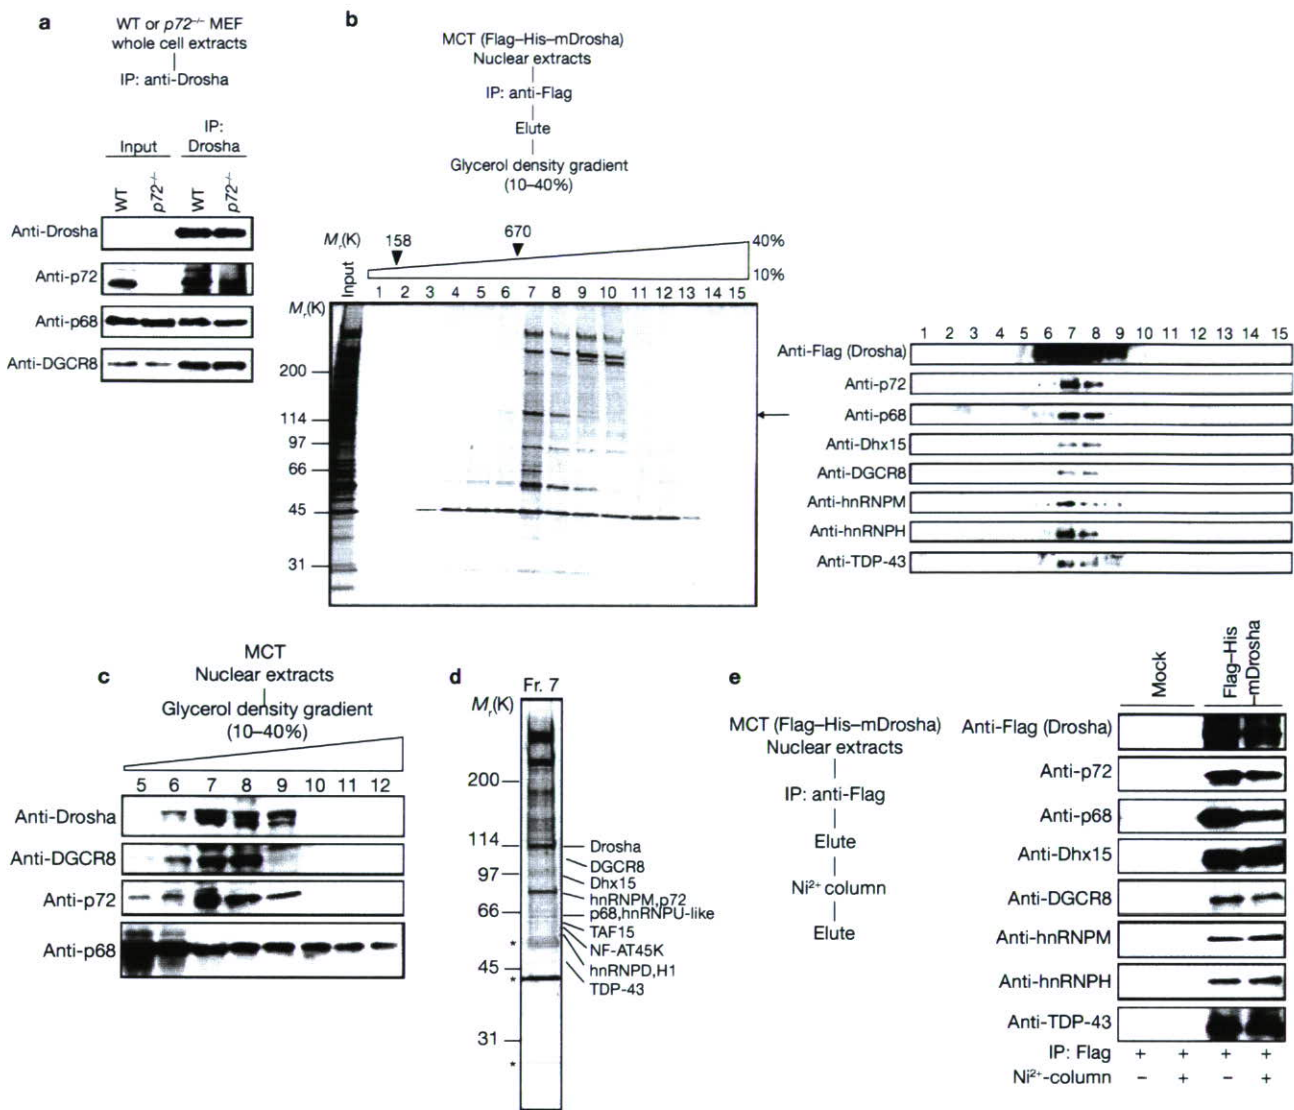 a
WT or p72⁻/⁻ MEF
whole cell extracts
IP: anti-Drosha
Input
IP:
Drosha
WT
p72⁻/⁻
WT
p72⁻/⁻
Anti-Drosha
Anti-p72
Anti-p68
Anti-DGCR8
b
MCT (Flag–His–mDrosha)
Nuclear extracts
IP: anti-Flag
Elute
Glycerol density gradient
(10–40%)
Mᵣ(K) 158 670
40%
10%
Input
1 2 3 4 5 6 7 8 9 10 11 12 13 14 15
Mᵣ(K)
200
114
97
66
45
31
1 2 3 4 5 6 7 8 9 10 11 12 13 14 15
Anti-Flag (Drosha)
Anti-p72
Anti-p68
Anti-Dhx15
Anti-DGCR8
Anti-hnRNPM
Anti-hnRNPH
Anti-TDP-43
c
MCT
Nuclear extracts
Glycerol density gradient
(10–40%)
5 6 7 8 9 10 11 12
Anti-Drosha
Anti-DGCR8
Anti-p72
Anti-p68
d
Fr. 7
Mᵣ(K)
200
114
97
66
45
31
Drosha
DGCR8
Dhx15
hnRNPM,p72
p68,hnRNPU-like
TAF15
NF-AT45K
hnRNPD,H1
TDP-43
*
*
*
e
MCT (Flag–His–mDrosha)
Nuclear extracts
IP: anti-Flag
Elute
Ni²⁺ column
Elute
Mock
Flag–His
–mDrosha
Anti-Flag (Drosha)
Anti-p72
Anti-p68
Anti-Dhx15
Anti-DGCR8
Anti-hnRNPM
Anti-hnRNPH
Anti-TDP-43
IP: Flag + + + +
Ni²⁺-column − + − +